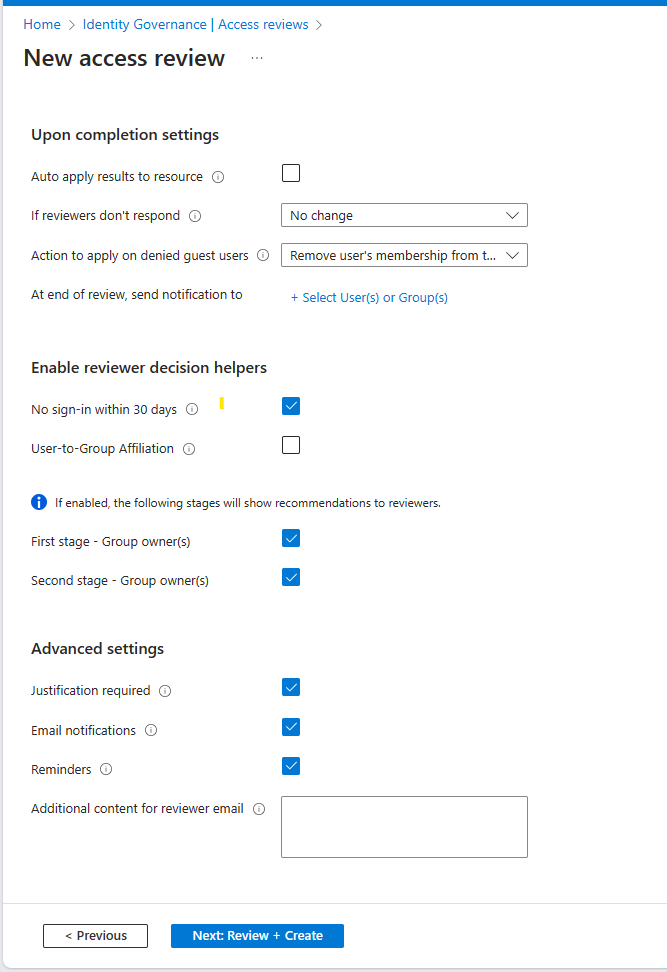 Home > Identity Governance | Access reviews >
New access review ...
Upon completion settings
Auto apply results to resource
If reviewers don't respond No change
Action to apply on denied guest users Remove user's membership from t...
At end of review, send notification to + Select User(s) or Group(s)
Enable reviewer decision helpers
No sign-in within 30 days
User-to-Group Affiliation
If enabled, the following stages will show recommendations to reviewers.
First stage - Group owner(s)
Second stage - Group owner(s)
Advanced settings
Justification required
Email notifications
Reminders
Additional content for reviewer email
< Previous Next: Review + Create